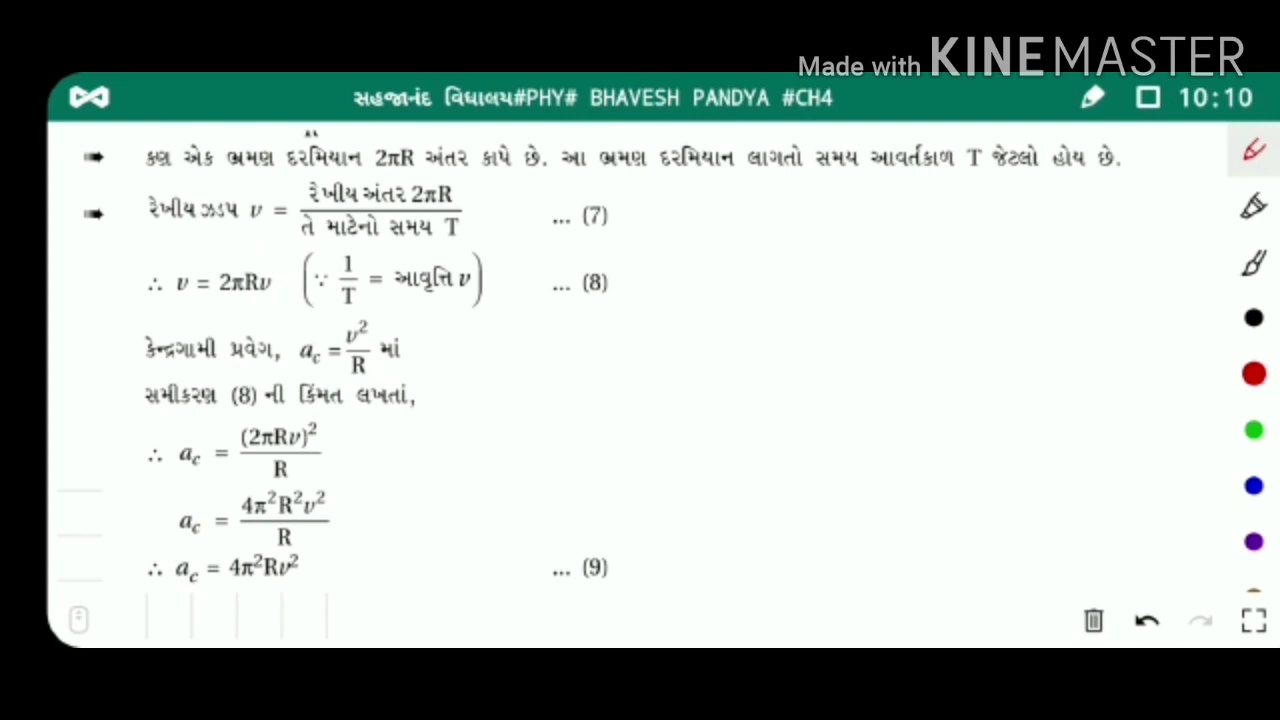 Made with KINEMASTER
સહજાનંદ વિદ્યાલય#PHY# BHAVESH PANDYA #CH4
10:10
કણ એક ભ્રમણ દરમિયાન 2πR અંતર કાપે છે. આ ભ્રમણ દરમિયાન લાગતો સમય આવર્તકાળ T જેટલો હોય છે.
રેખીય ઝડપ v = રેખીય અંતર 2πR / તે માટેનો સમય T ... (7)
∴ v = 2πRν (∵ 1/T = આવૃત્તિ ν) ... (8)
કેન્દ્રગામી પ્રવેગ, a_c = v²/R માં
સમીકરણ (8) ની કિંમત લખતાં,
∴ a_c = (2πRν)²/R
a_c = 4π²R²ν²/R
∴ a_c = 4π²Rν² ... (9)